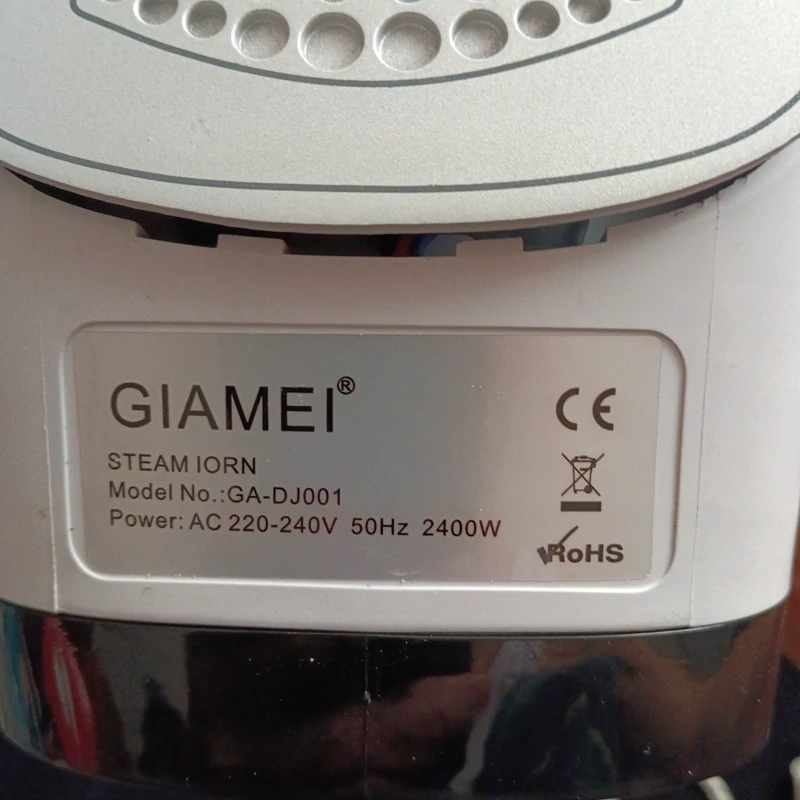 GIAMEI®
STEAM IORN
Model No.:GA-DJ001
Power: AC 220-240V 50Hz 2400W
CE
RoHS